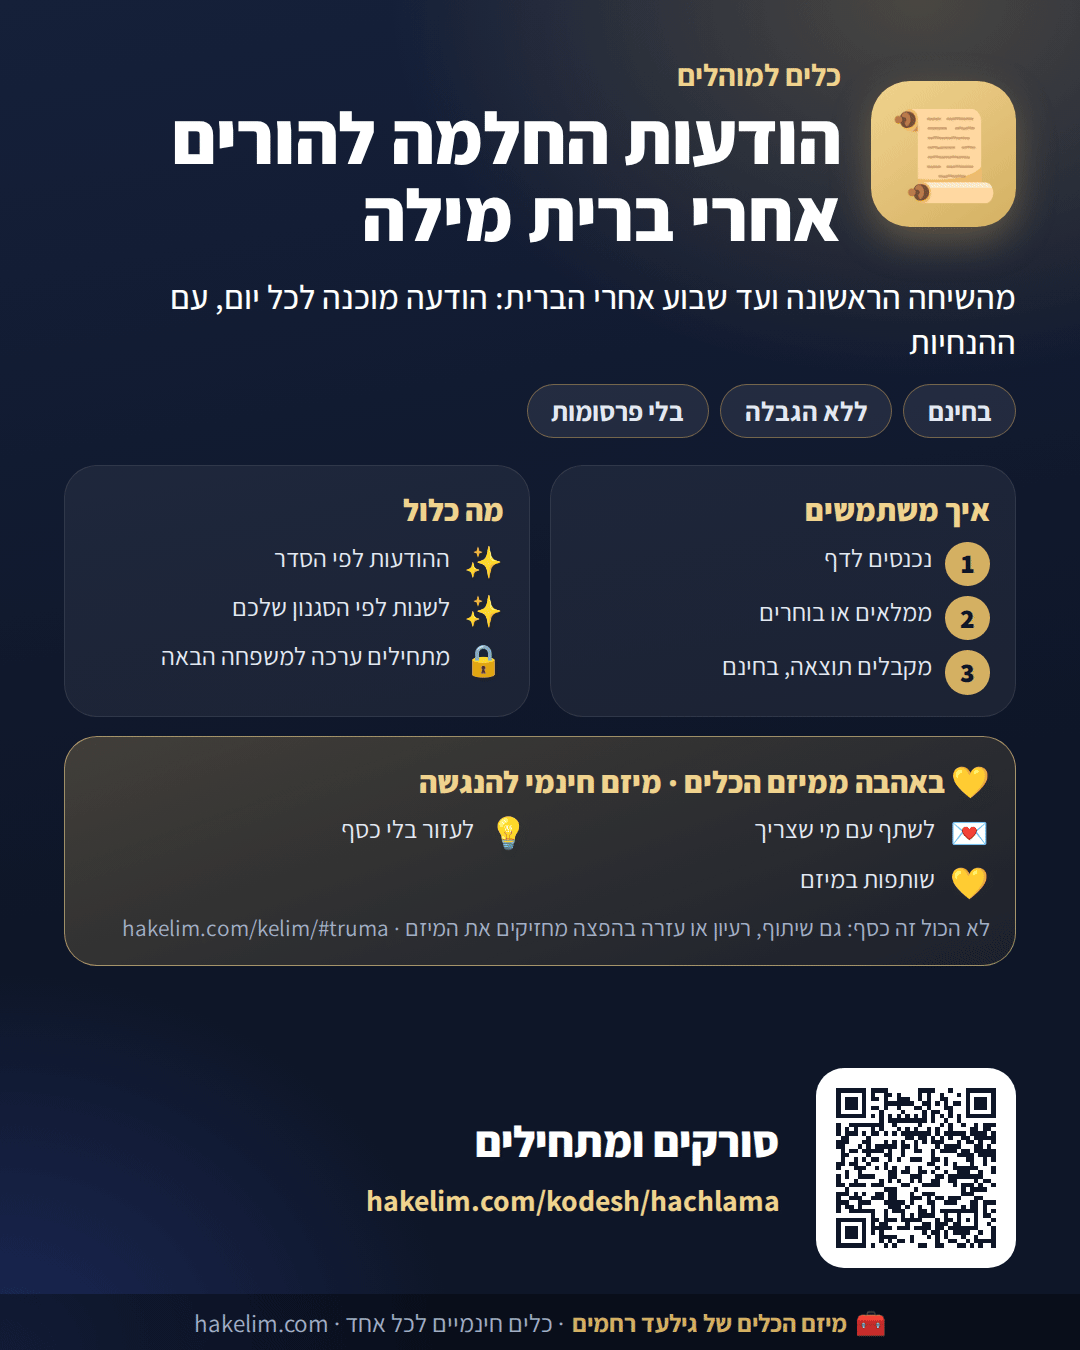 כלים למוהלים
הודעות החלמה להורים
אחרי ברית מילה
מהשיחה הראשונה ועד שבוע אחרי הברית: הודעה מוכנה לכל יום, עם
ההנחיות
בחינם
ללא הגבלה
בלי פרסומות
איך משתמשים
1 נכנסים לדף
2 ממלאים או בוחרים
3 מקבלים תוצאה, בחינם
מה כלול
ההודעות לפי הסדר
לשנות לפי הסגנון שלכם
מתחילים ערכה למשפחה הבאה
באהבה ממיזם הכלים · מיזם חינמי להנגשה
לשתף עם מי שצריך
לעזור בלי כסף
שותפות במיזם
לא הכול זה כסף: גם שיתוף, רעיון או עזרה בהפצה מחזיקים את המיזם · hakelim.com/kelim/#truma
סורקים ומתחילים
hakelim.com/kodesh/hachlama
מיזם הכלים של גילעד רחמים · כלים חינמיים לכל אחד · hakelim.com